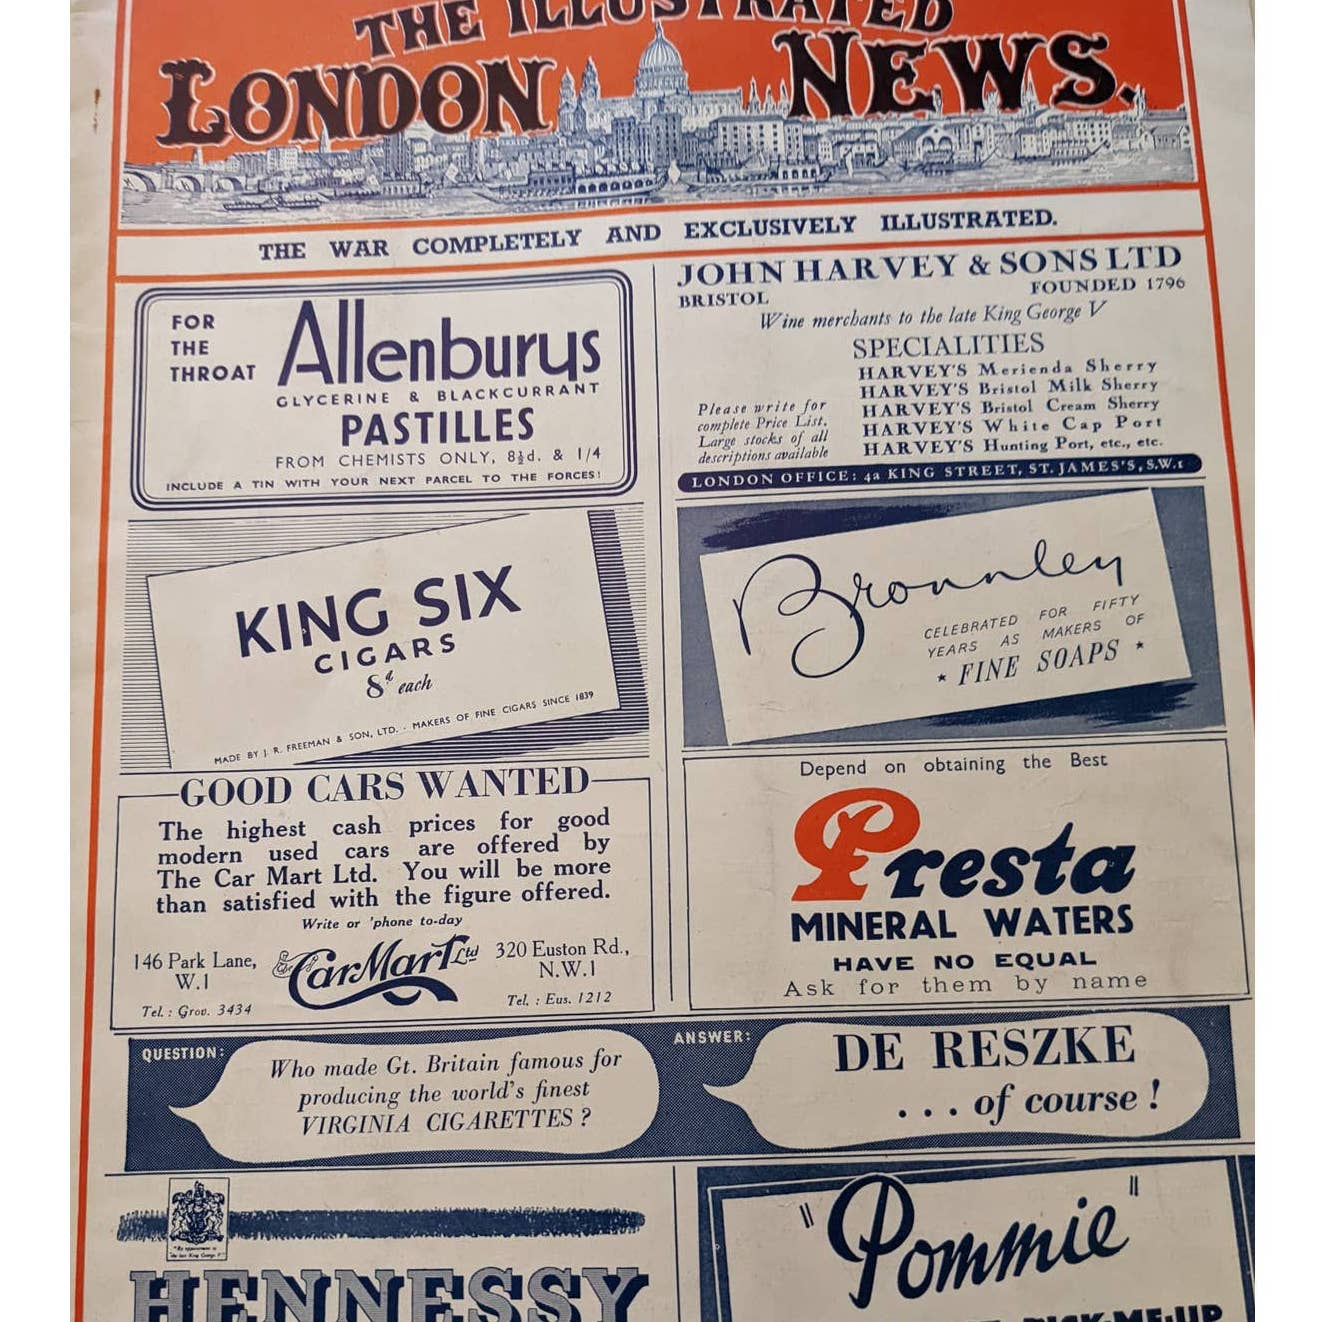 THE ILLUSTRATED
LONDON NEWS.
THE WAR COMPLETELY AND EXCLUSIVELY ILLUSTRATED.
FOR
THE
THROAT
Allenburys
GLYCERINE & BLACKCURRANT
PASTILLES
FROM CHEMISTS ONLY, 8½d. & 1/4
INCLUDE A TIN WITH YOUR NEXT PARCEL TO THE FORCES!
JOHN HARVEY & SONS LTD
BRISTOL
FOUNDED 1796
Wine merchants to the late King George V
SPECIALITIES
HARVEY'S Merienda Sherry
HARVEY'S Bristol Milk Sherry
HARVEY'S Bristol Cream Sherry
HARVEY'S White Cap Port
HARVEY'S Hunting Port, etc., etc.
Please write for
complete Price List.
Large stocks of all
descriptions available
LONDON OFFICE: 4a KING STREET, ST. JAMES'S, S.W.1
KING SIX
CIGARS
8d each
MADE BY J. R. FREEMAN & SON, LTD. . MAKERS OF FINE CIGARS SINCE 1839
Bronnley
CELEBRATED FOR FIFTY
YEARS AS MAKERS OF
* FINE SOAPS *
GOOD CARS WANTED
The highest cash prices for good
modern used cars are offered by
The Car Mart Ltd. You will be more
than satisfied with the figure offered.
Write or 'phone to-day
146 Park Lane,
W.1
Tel.: Grov. 3434
The Car Mart Ltd
320 Euston Rd.,
N.W.1
Tel. : Eus. 1212
Depend on obtaining the Best
Presta
MINERAL WATERS
HAVE NO EQUAL
Ask for them by name
QUESTION:
Who made Gt. Britain famous for
producing the world's finest
VIRGINIA CIGARETTES?
ANSWER:
DE RESZKE
... of course!
"By appointment to
the late King George V"
HENNESSY
"Pommie"
PICK-ME-UP